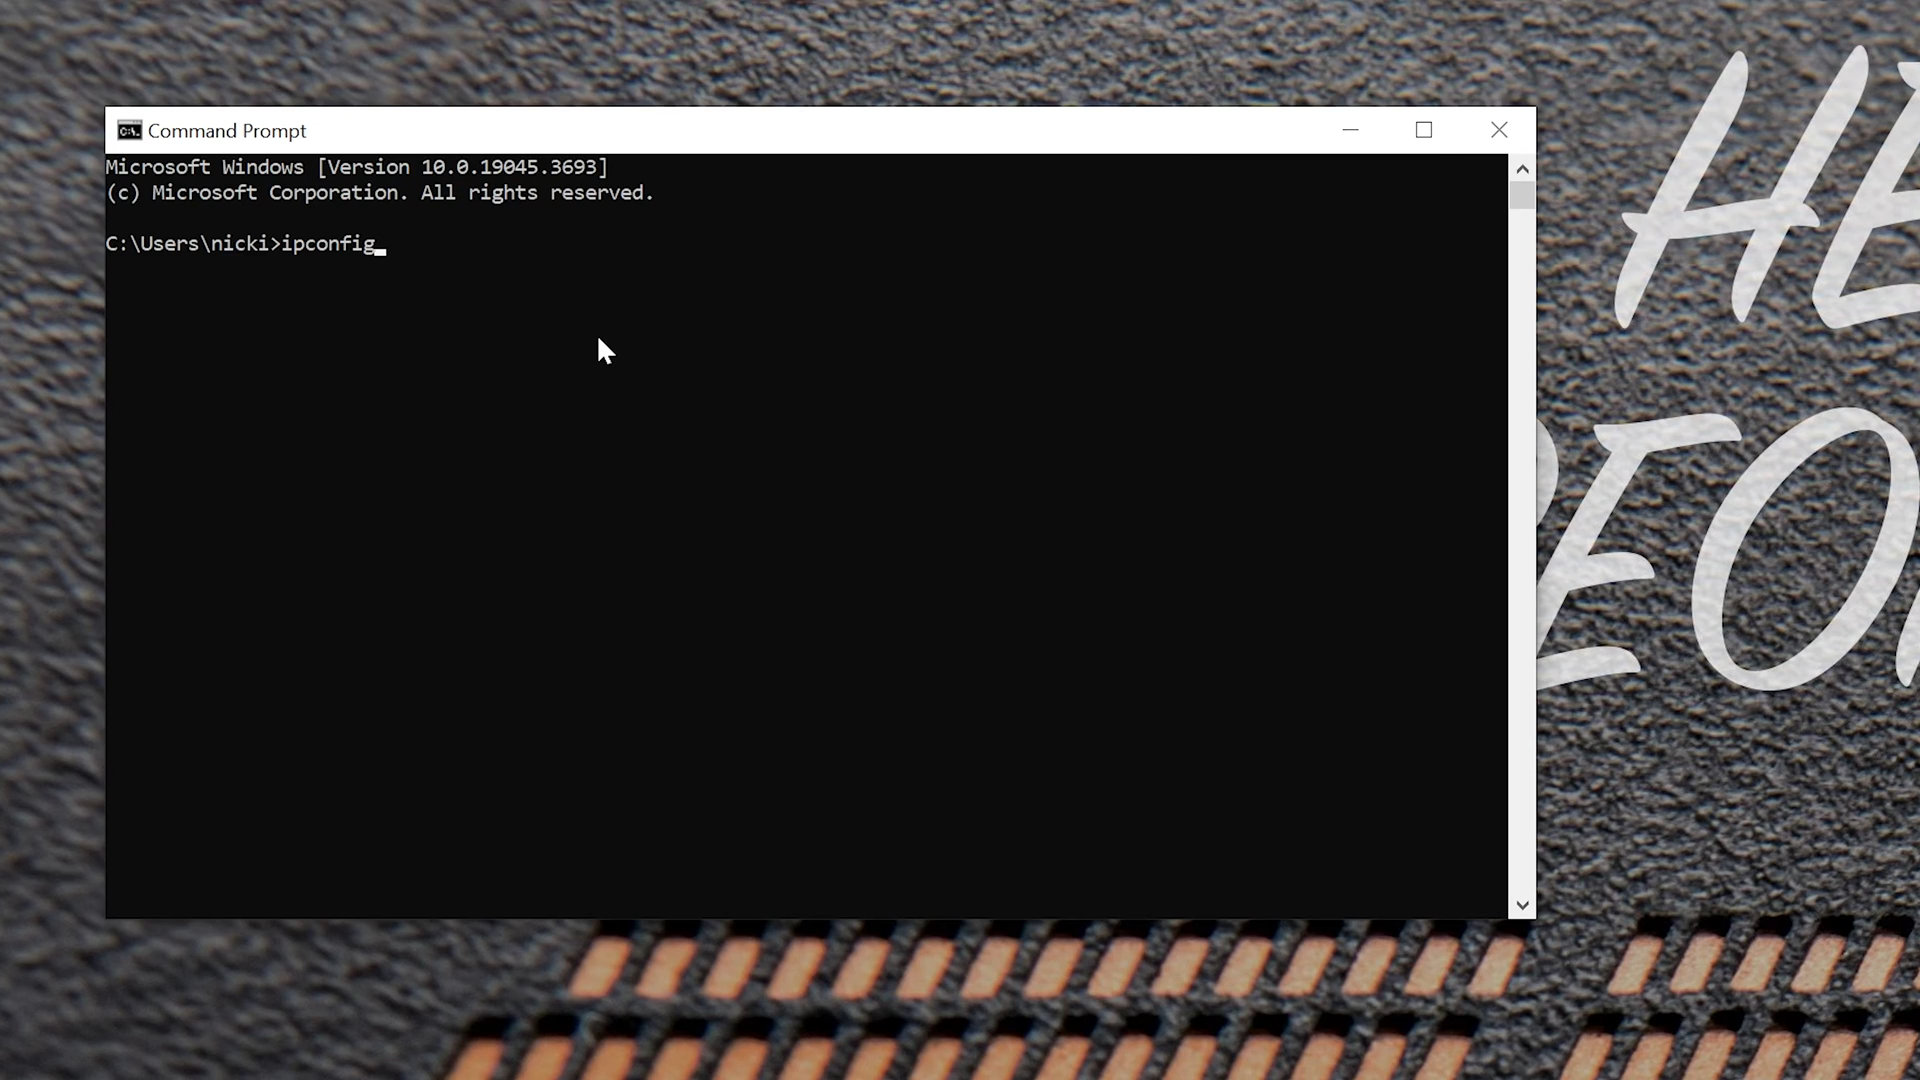 Command Prompt
Microsoft Windows [Version 10.0.19045.3693]
(c) Microsoft Corporation. All rights reserved.
C:\Users\nicki>ipconfig